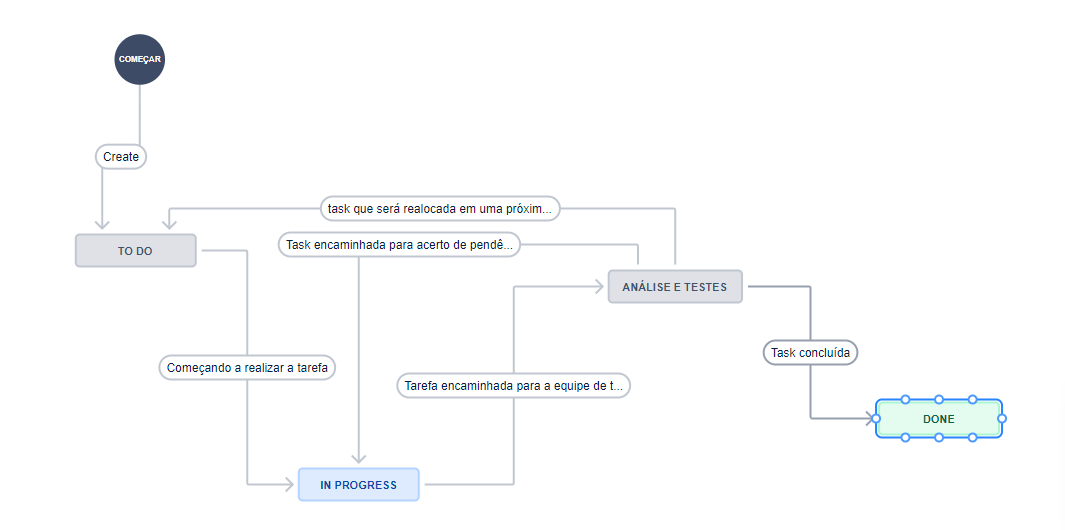 COMEÇAR
Create
task que será realocada em uma próxim...
Task encaminhada para acerto de pendê...
TO DO
ANÁLISE E TESTES
Task concluída
Começando a realizar a tarefa
Tarefa encaminhada para a equipe de t...
DONE
IN PROGRESS